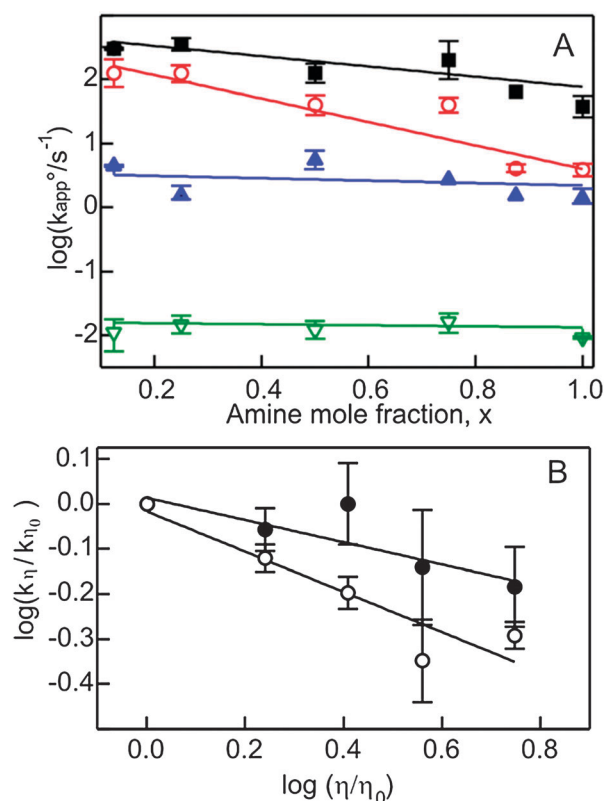 A
log(kapp°/s⁻¹)
2
1
0
-1
-2
0.2 0.4 0.6 0.8 1.0
Amine mole fraction, x
B
log(kη/kη₀)
0.1
0.0
-0.1
-0.2
-0.3
-0.4
0.0 0.2 0.4 0.6 0.8
log (η/η₀)